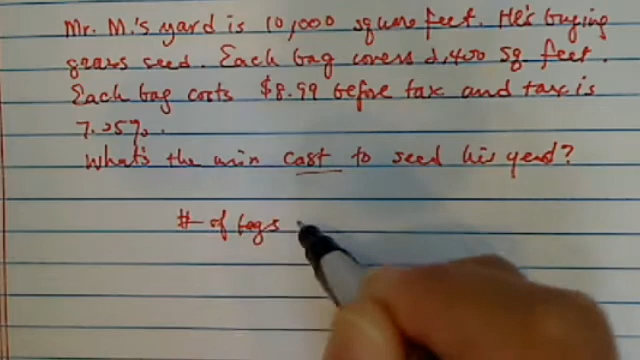 Mr. M.'s yard is 10,000 square feet. He's buying
grass seed. Each bag covers 2,400 sq feet.
Each bag costs $8.99 before tax and tax is
7.25%.
What's the min cost to seed his yard?
# of bags